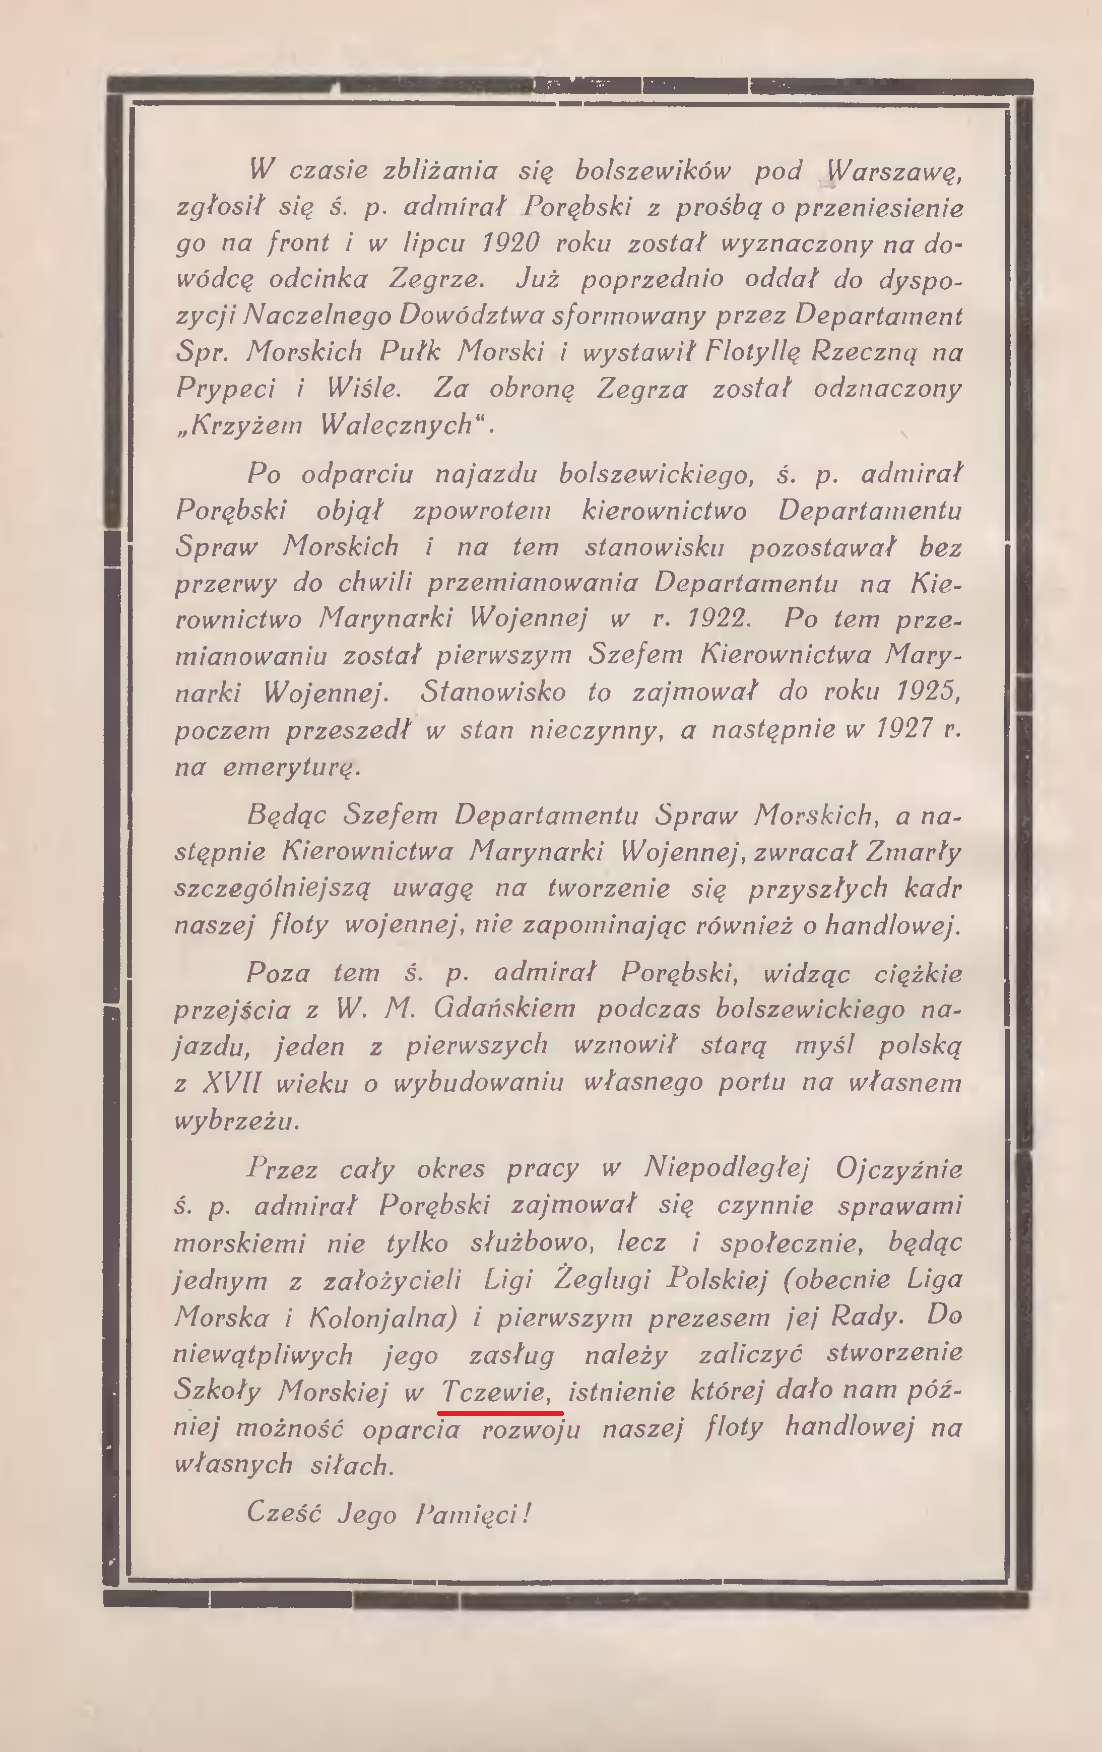 W czasie zbliżania się bolszewików pod Warszawę,
zgłosił się ś. p. admirał Porębski z prośbą o przeniesienie
go na front i w lipcu 1920 roku został wyznaczony na do-
wódcę odcinka Zegrze. Już poprzednio oddał do dyspo-
zycji Naczelnego Dowództwa sformowany przez Departament
Spr. Morskich Pułk Morski i wystawił Flotyllę Rzeczną na
Prypeci i Wiśle. Za obronę Zegrza został odznaczony
„Krzyżem Walecznych“.
Po odparciu najazdu bolszewickiego, ś. p. admirał
Porębski objął zpowrotem kierownictwo Departamentu
Spraw Morskich i na tem stanowisku pozostawał bez
przerwy do chwili przemianowania Departamentu na Kie-
rownictwo Marynarki Wojennej w r. 1922. Po tem prze-
mianowaniu został pierwszym Szefem Kierownictwa Mary-
narki Wojennej. Stanowisko to zajmował do roku 1925,
poczem przeszedł w stan nieczynny, a następnie w 1927 r.
na emeryturę.
Będąc Szefem Departamentu Spraw Morskich, a na-
stępnie Kierownictwa Marynarki Wojennej, zwracał Zmarły
szczególniejszą uwagę na tworzenie się przyszłych kadr
naszej floty wojennej, nie zapominając również o handlowej.
Poza tem ś. p. admirał Porębski, widząc ciężkie
przejścia z W. M. Gdańskiem podczas bolszewickiego na-
jazdu, jeden z pierwszych wznowił starą myśl polską
z XVII wieku o wybudowaniu własnego portu na własnem
wybrzeżu.
Przez cały okres pracy w Niepodległej Ojczyźnie
ś. p. admirał Porębski zajmował się czynnie sprawami
morskiemi nie tylko służbowo, lecz i społecznie, będąc
jednym z założycieli Ligi Żeglugi Polskiej (obecnie Liga
Morska i Kolonjalna) i pierwszym prezesem jej Rady. Do
niewątpliwych jego zasług należy zaliczyć stworzenie
Szkoły Morskiej w Tczewie, istnienie której dało nam póź-
niej możność oparcia rozwoju naszej floty handlowej na
własnych siłach.
Cześć Jego Pamięci!